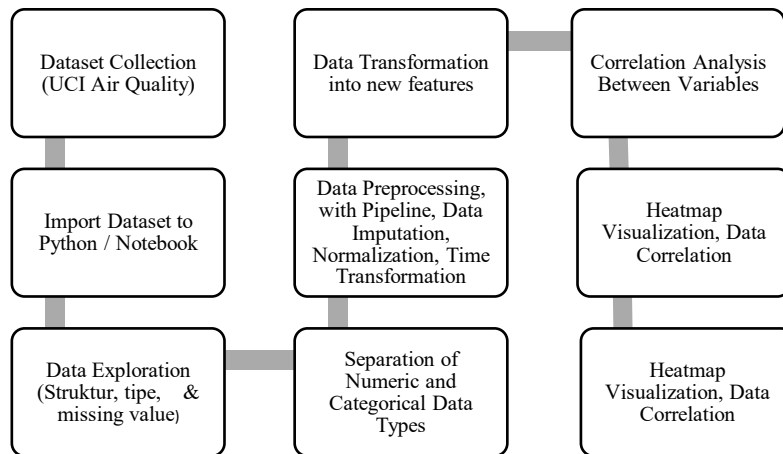 Dataset Collection
(UCI Air Quality)
Import Dataset to
Python / Notebook
Data Exploration
(Struktur, tipe, &
missing value)
Separation of
Numeric and
Categorical Data
Types
Data Preprocessing,
with Pipeline, Data
Imputation,
Normalization, Time
Transformation
Data Transformation
into new features
Correlation Analysis
Between Variables
Heatmap
Visualization, Data
Correlation
Heatmap
Visualization, Data
Correlation